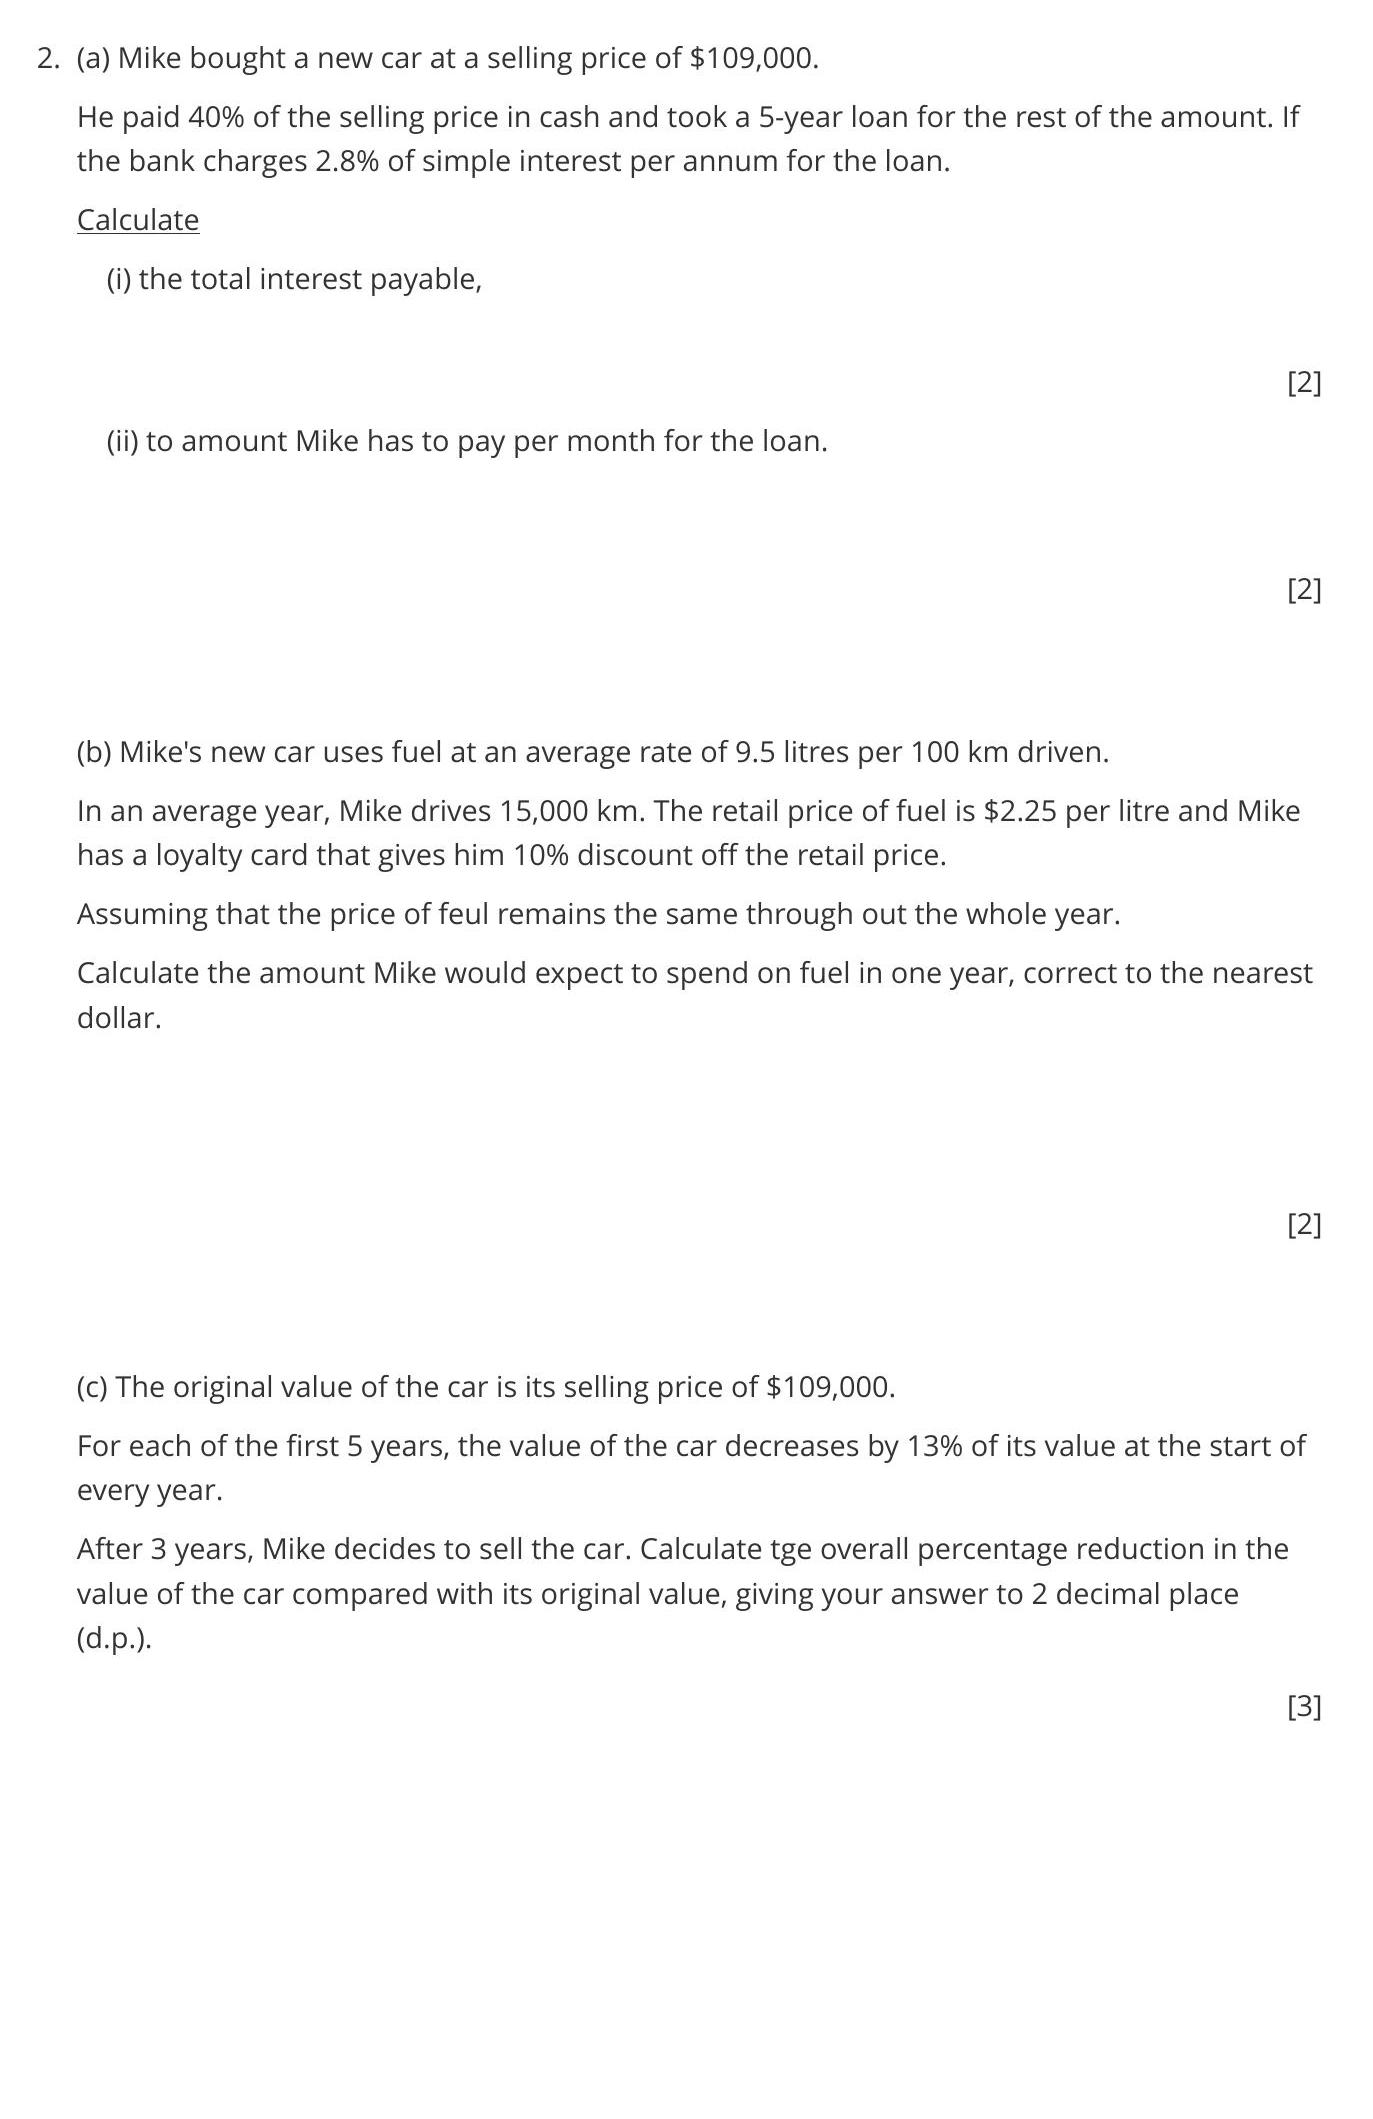 2. (a) Mike bought a new car at a selling price of $109,000.
He paid 40% of the selling price in cash and took a 5-year loan for the rest of the amount. If
the bank charges 2.8% of simple interest per annum for the loan.
Calculate
(i) the total interest payable,
[2]
(ii) to amount Mike has to pay per month for the loan.
[2]
(b) Mike's new car uses fuel at an average rate of 9.5 litres per 100 km driven.
In an average year, Mike drives 15,000 km. The retail price of fuel is $2.25 per litre and Mike
has a loyalty card that gives him 10% discount off the retail price.
Assuming that the price of feul remains the same through out the whole year.
Calculate the amount Mike would expect to spend on fuel in one year, correct to the nearest
dollar.
[2]
(c) The original value of the car is its selling price of $109,000.
For each of the first 5 years, the value of the car decreases by 13% of its value at the start of
every year.
After 3 years, Mike decides to sell the car. Calculate tge overall percentage reduction in the
value of the car compared with its original value, giving your answer to 2 decimal place
(d.p.).
[3]